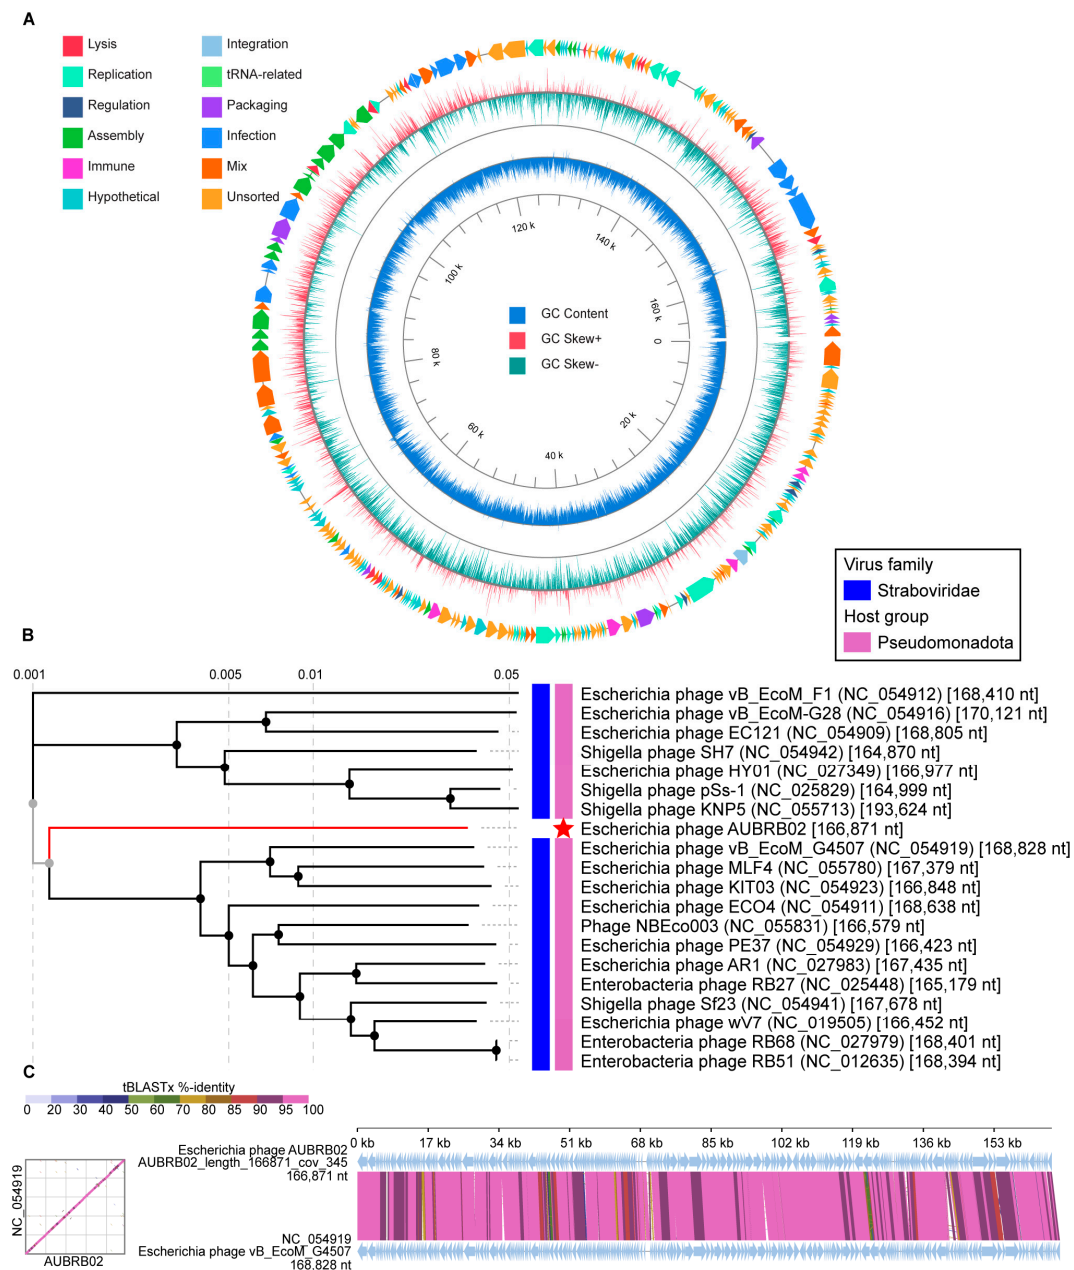 A
Lysis
Replication
Regulation
Assembly
Immune
Hypothetical
Integration
tRNA-related
Packaging
Infection
Mix
Unsorted
120 k
140 k
100 k
160 k
0
80 k
60 k
20 k
40 k
GC Content
GC Skew+
GC Skew-
Virus family
Straboviridae
Host group
Pseudomonadota
B
0.001 0.005 0.01 0.05
Escherichia phage vB_EcoM_F1 (NC_054912) [168,410 nt]
Escherichia phage vB_EcoM-G28 (NC_054916) [170,121 nt]
Escherichia phage EC121 (NC_054909) [168,805 nt]
Shigella phage SH7 (NC_054942) [164,870 nt]
Escherichia phage HY01 (NC_027349) [166,977 nt]
Shigella phage pSs-1 (NC_025829) [164,999 nt]
Shigella phage KNP5 (NC_055713) [193,624 nt]
Escherichia phage AUBRB02 [166,871 nt]
Escherichia phage vB_EcoM_G4507 (NC_054919) [168,828 nt]
Escherichia phage MLF4 (NC_055780) [167,379 nt]
Escherichia phage KIT03 (NC_054923) [166,848 nt]
Escherichia phage ECO4 (NC_054911) [168,638 nt]
Phage NBEco003 (NC_055831) [166,579 nt]
Escherichia phage PE37 (NC_054929) [166,423 nt]
Escherichia phage AR1 (NC_027983) [167,435 nt]
Enterobacteria phage RB27 (NC_025448) [165,179 nt]
Shigella phage Sf23 (NC_054941) [167,678 nt]
Escherichia phage wV7 (NC_019505) [166,452 nt]
Enterobacteria phage RB68 (NC_027979) [168,401 nt]
Enterobacteria phage RB51 (NC_012635) [168,394 nt]
C
tBLASTx %-identity
0 20 30 40 50 60 70 80 85 90 95 100
0 kb 17 kb 34 kb 51 kb 68 kb 85 kb 102 kb 119 kb 136 kb 153 kb
Escherichia phage AUBRB02
AUBRB02_length_166871_cov_345
166,871 nt
NC_054919
AUBRB02
NC_054919
Escherichia phage vB_EcoM_G4507
168,828 nt